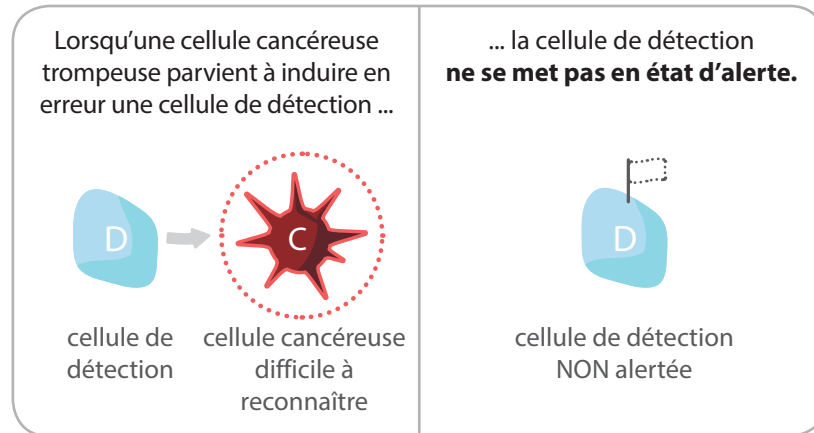 Lorsqu'une cellule cancéreuse
trompeuse parvient à induire en
erreur une cellule de détection ...
D
C
cellule de
détection
cellule cancéreuse
difficile à
reconnaître
... la cellule de détection
ne se met pas en état d'alerte.
D
cellule de détection
NON alertée